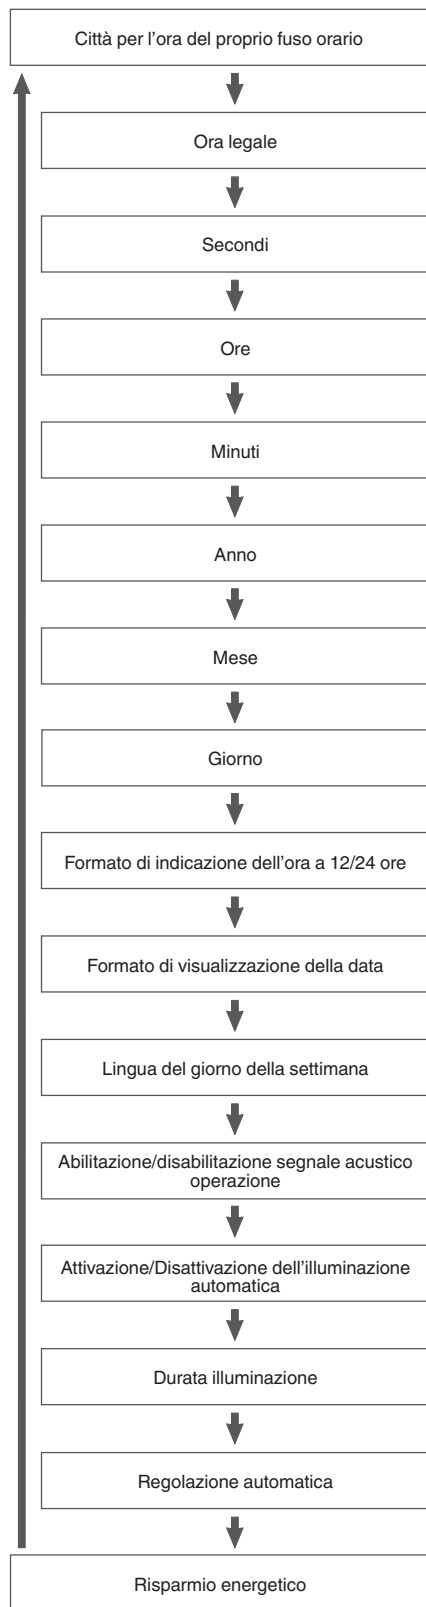 Città per l'ora del proprio fuso orario
Ora legale
Secondi
Ore
Minuti
Anno
Mese
Giorno
Formato di indicazione dell'ora a 12/24 ore
Formato di visualizzazione della data
Lingua del giorno della settimana
Abilitazione/disabilitazione segnale acustico
operazione
Attivazione/Disattivazione dell'illuminazione
automatica
Durata illuminazione
Regolazione automatica
Risparmio energetico